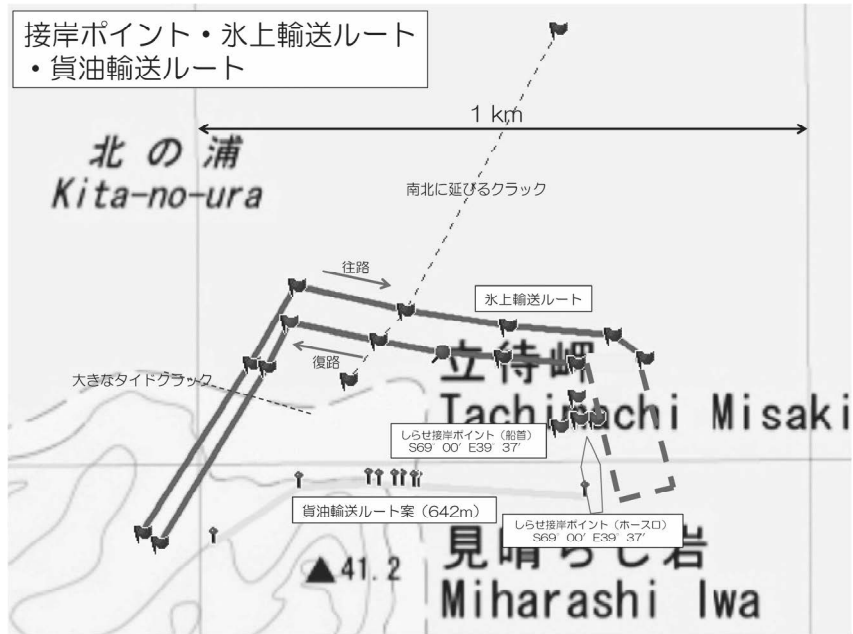 接岸ポイント・氷上輸送ルート
・貨油輸送ルート
1 km
北の浦
Kita-no-ura
南北に延びるクラック
往路
氷上輸送ルート
復路
大きなタイドクラック
立待岬
Tachimachi Misaki
しらせ接岸ポイント（船首）
S69° 00′ E39° 37′
貨油輸送ルート案（642m）
しらせ接岸ポイント（ホース口）
S69° 00′ E39° 37′
見晴らし岩
Miharashi Iwa
41.2